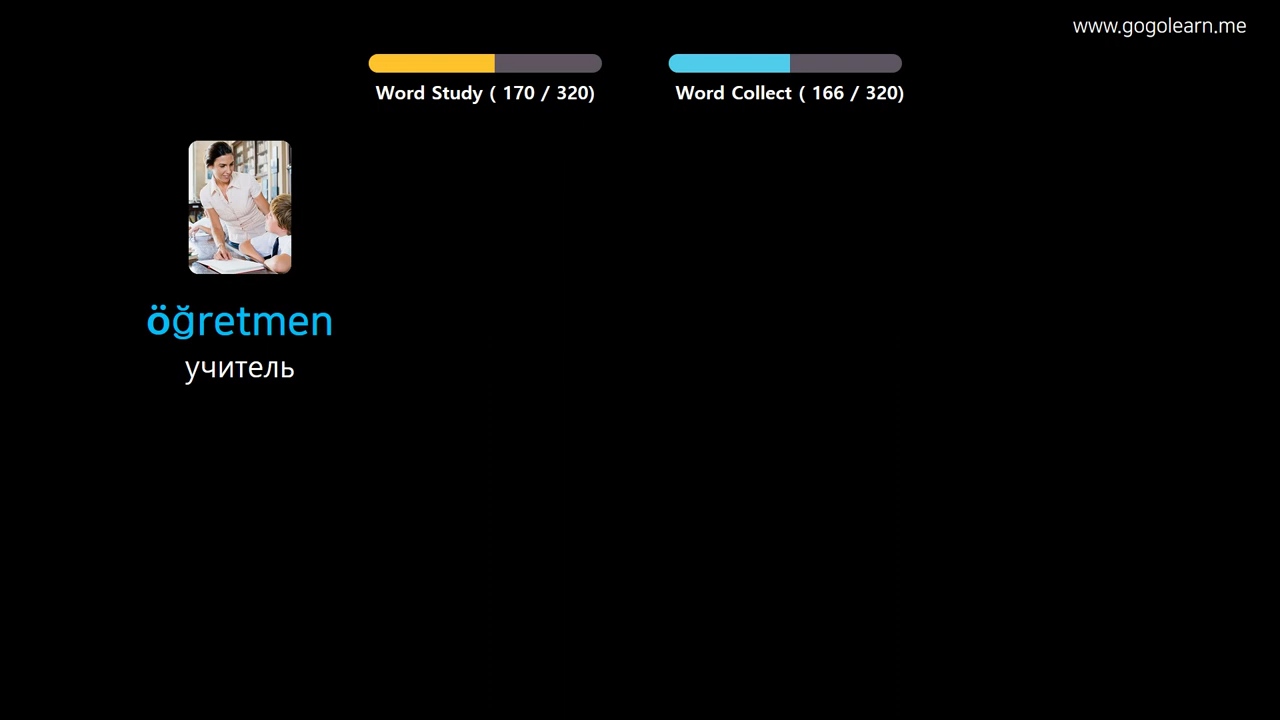 www.gogolearn.me
Word Study ( 170 / 320)
Word Collect ( 166 / 320)
öğretmen
учитель